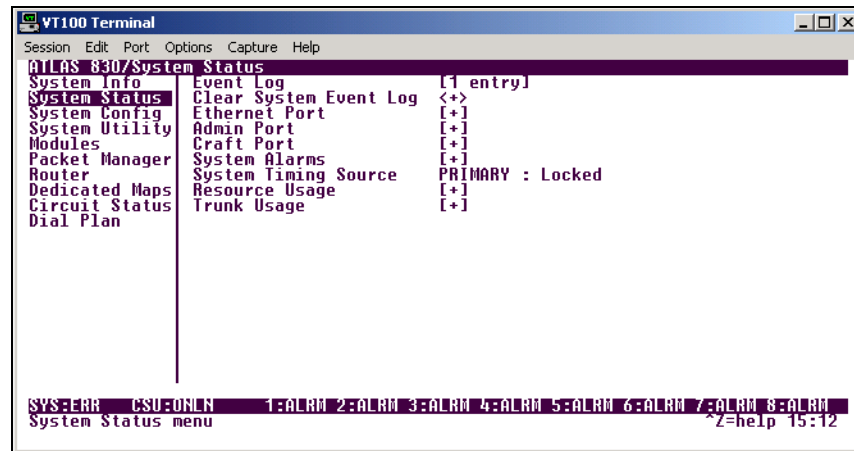 VT100 Terminal
Session Edit Port Options Capture Help
ATLAS 830/System Status
System Info Event Log [1 entry]
System Status Clear System Event Log <+>
System Config Ethernet Port [+]
System Utility Admin Port [+]
Modules Craft Port [+]
Packet Manager System Alarms [+]
Router System Timing Source PRIMARY : Locked
Dedicated Maps Resource Usage [+]
Circuit Status Trunk Usage [+]
Dial Plan
SYS:ERR CSU:ONLN 1:ALRM 2:ALRM 3:ALRM 4:ALRM 5:ALRM 6:ALRM 7:ALRM 8:ALRM
System Status menu ^Z=help 15:12